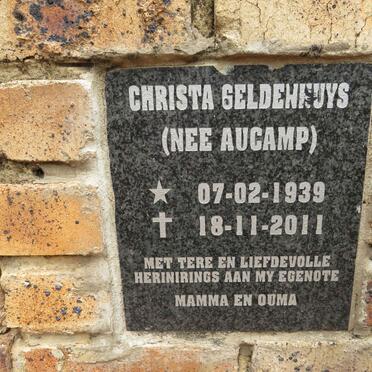 CHRISTA GELDENHUYS
(NEE AUCAMP)
07-02-1939
18-11-2011
MET TERE EN LIEFDEVOLLE
HERINIRINGS AAN MY EGENOTE
MAMMA EN OUMA